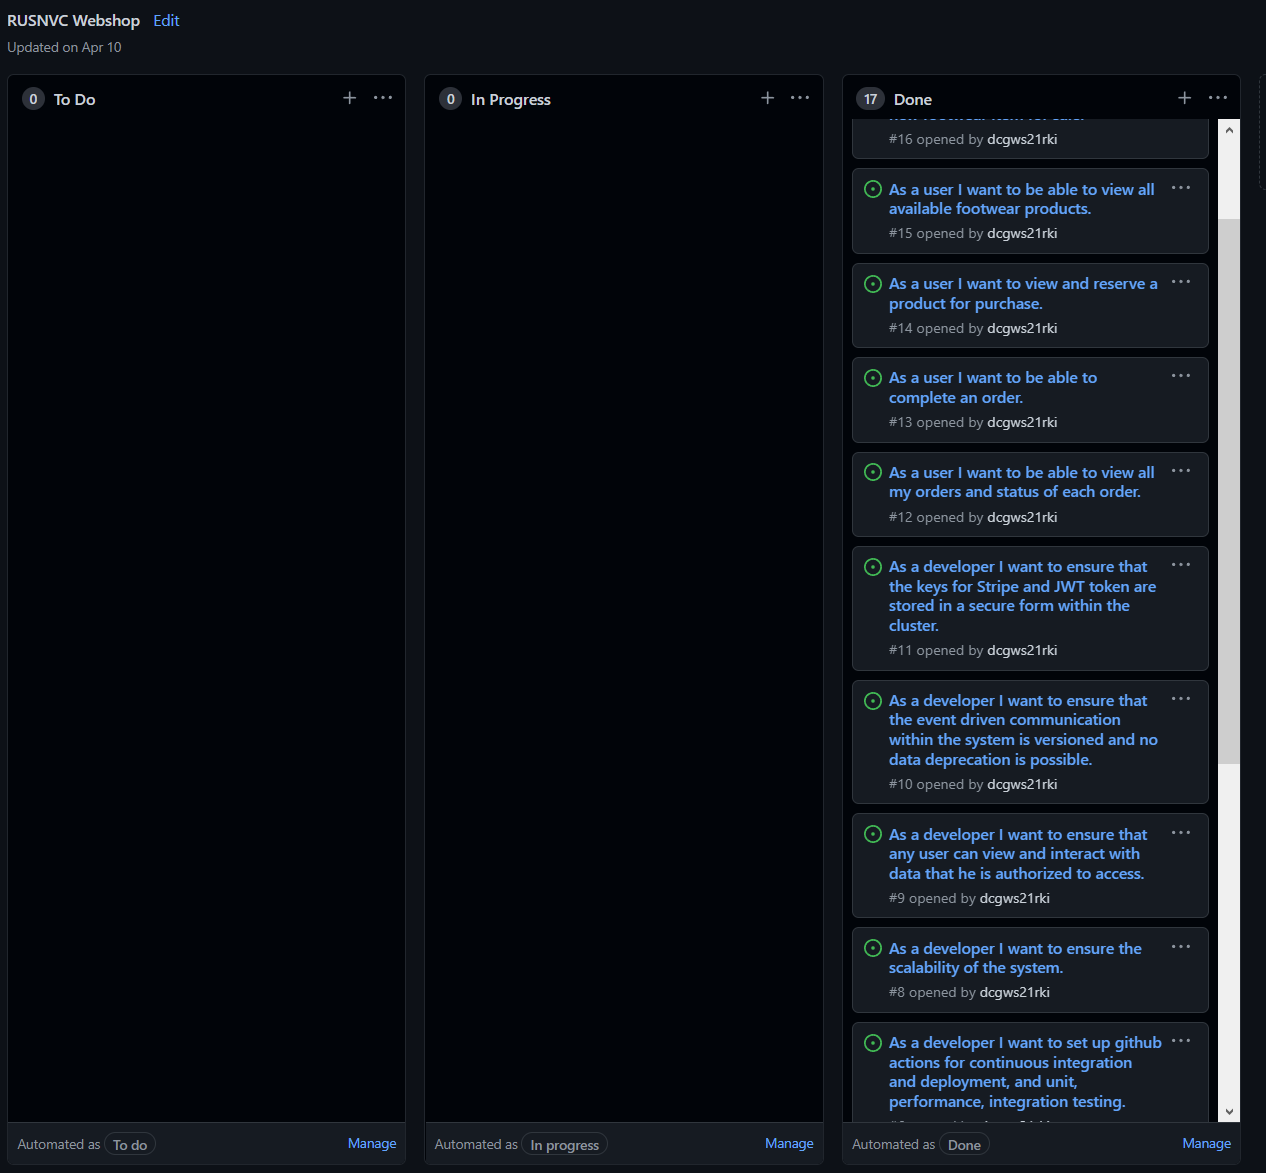 RUSNVC Webshop Edit
Updated on Apr 10
0 To Do
0 In Progress
17 Done
new footwear item for sale.
#16 opened by dcgws21rki
As a user I want to be able to view all
available footwear products.
#15 opened by dcgws21rki
As a user I want to view and reserve a
product for purchase.
#14 opened by dcgws21rki
As a user I want to be able to
complete an order.
#13 opened by dcgws21rki
As a user I want to be able to view all
my orders and status of each order.
#12 opened by dcgws21rki
As a developer I want to ensure that
the keys for Stripe and JWT token are
stored in a secure form within the
cluster.
#11 opened by dcgws21rki
As a developer I want to ensure that
the event driven communication
within the system is versioned and no
data deprecation is possible.
#10 opened by dcgws21rki
As a developer I want to ensure that
any user can view and interact with
data that he is authorized to access.
#9 opened by dcgws21rki
As a developer I want to ensure the
scalability of the system.
#8 opened by dcgws21rki
As a developer I want to set up github
actions for continuous integration
and deployment, and unit,
performance, integration testing.
Automated as To do Manage
Automated as In progress Manage
Automated as Done Manage